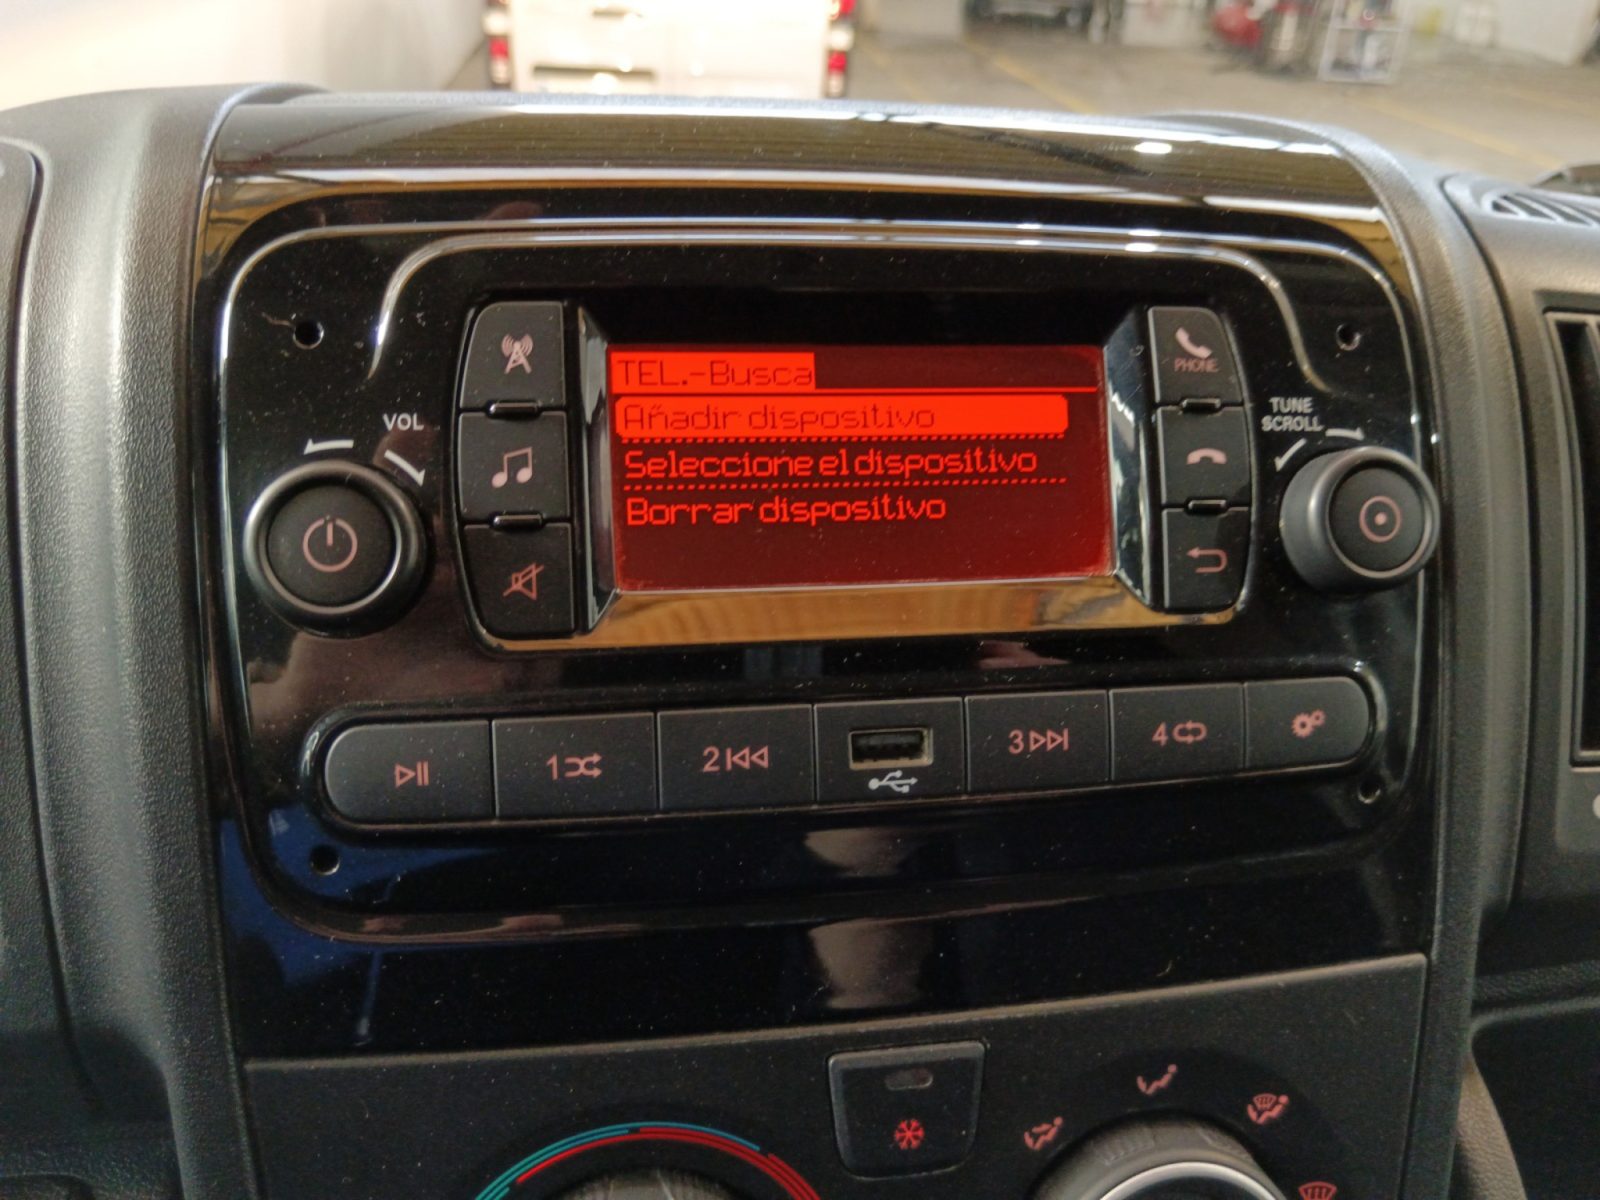 TEL.-Busca
Añadir dispositivo
Seleccione el dispositivo
Borrar dispositivo
VOL
PHONE
TUNE
SCROLL
1
2
3
4